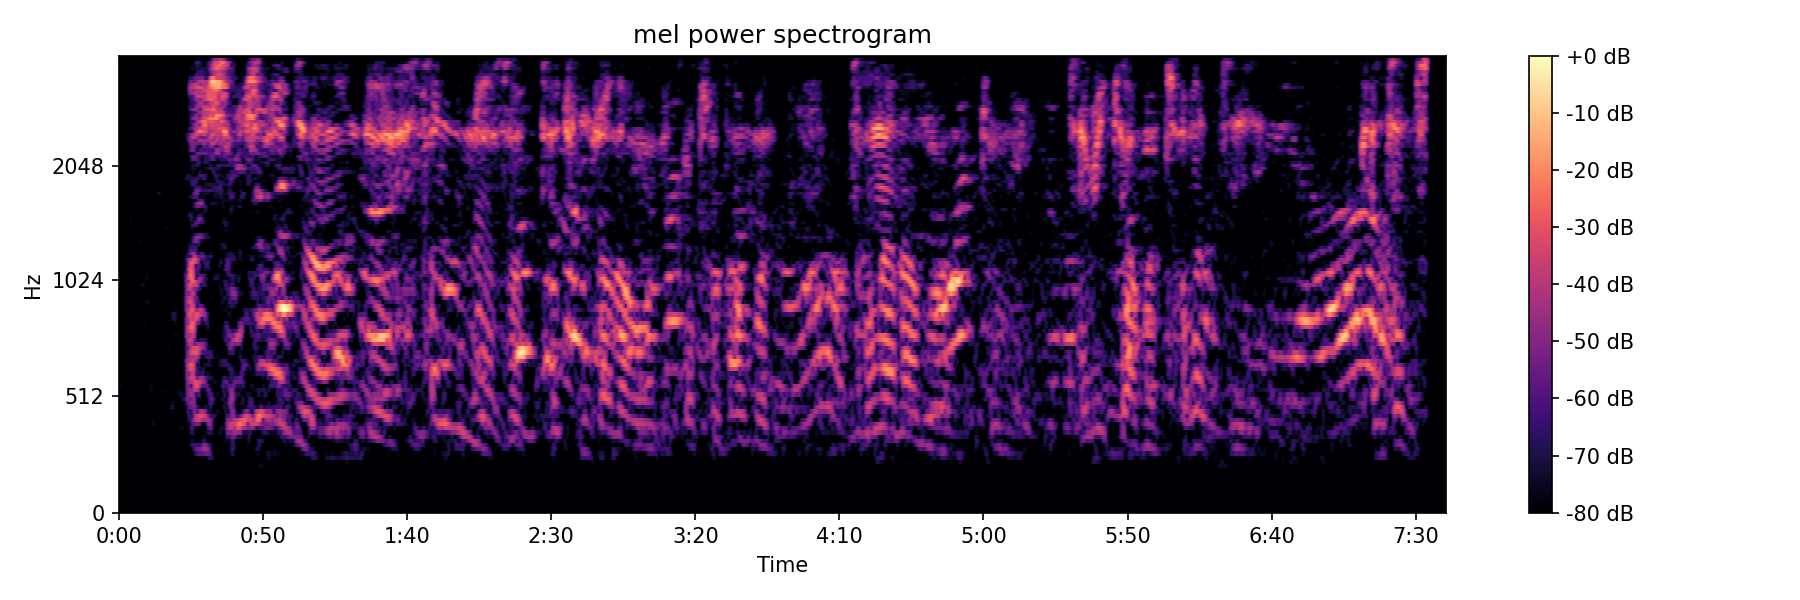 mel power spectrogram
+0 dB
-10 dB
-20 dB
-30 dB
-40 dB
-50 dB
-60 dB
-70 dB
-80 dB
Hz
2048
1024
512
0
0:00 0:50 1:40 2:30 3:20 4:10 5:00 5:50 6:40 7:30
Time